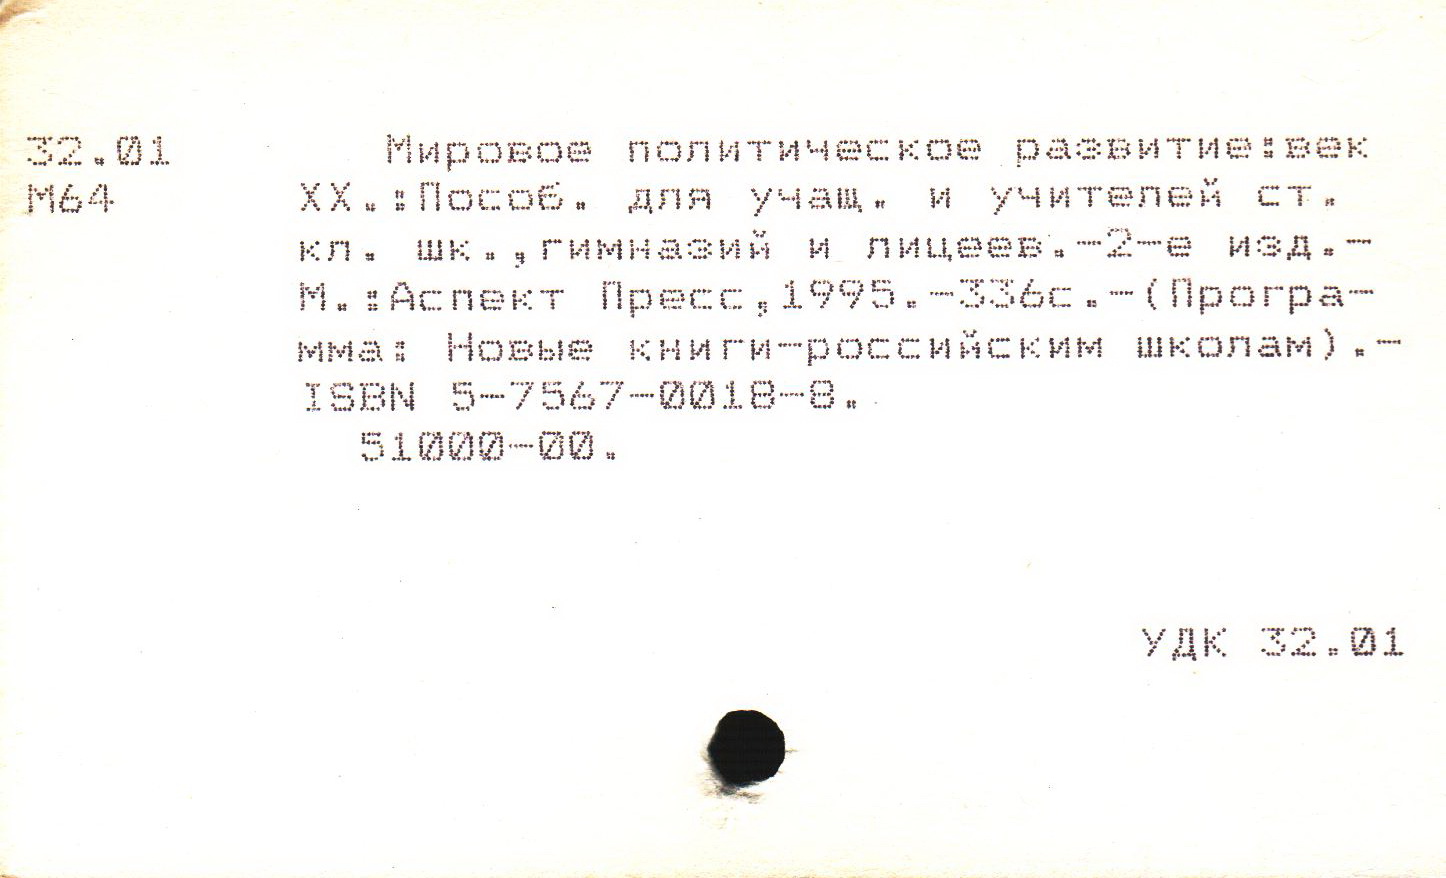 32.01 Мировое политическое развитие:век
М64 XX.:Пособ. для учащ. и учителей ст.
кл. шк.,гимназий и лицеев.-2-е изд.-
М.:Аспект Пресс,1995.-336с.-(Програ-
мма: Новые книги-российским школам).-
ISBN 5-7567-0018-8.
51000-00.
УДК 32.01